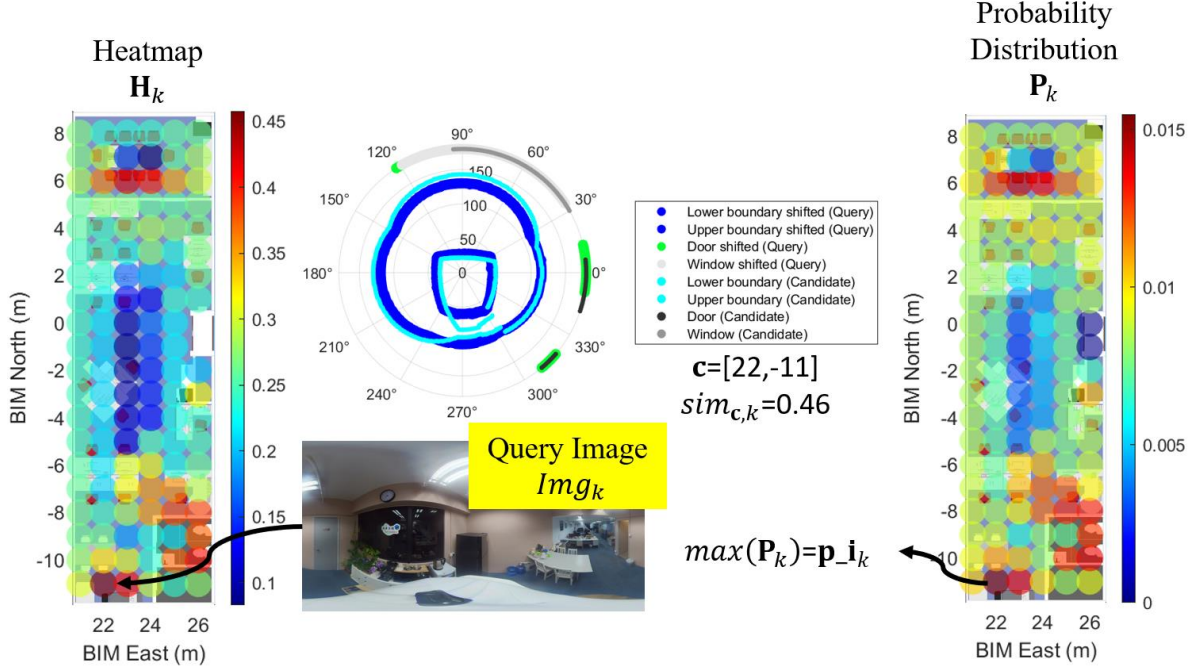 Heatmap
H_k
8
6
4
2
0
-2
-4
-6
-8
-10
22 24 26
BIM East (m)
BIM North (m)
0.45
0.4
0.35
0.3
0.25
0.2
0.15
0.1
90°
60°
30°
0°
330°
300°
270°
240°
210°
180°
150°
120°
150
100
50
0
Lower boundary shifted (Query)
Upper boundary shifted (Query)
Door shifted (Query)
Window shifted (Query)
Lower boundary (Candidate)
Upper boundary (Candidate)
Door (Candidate)
Window (Candidate)
c=[22,-11]
sim_c,k=0.46
Query Image
Img_k
max(P_k)=p_i_k
Probability
Distribution
P_k
8
6
4
2
0
-2
-4
-6
-8
-10
22 24 26
BIM East (m)
BIM North (m)
0.015
0.01
0.005
0